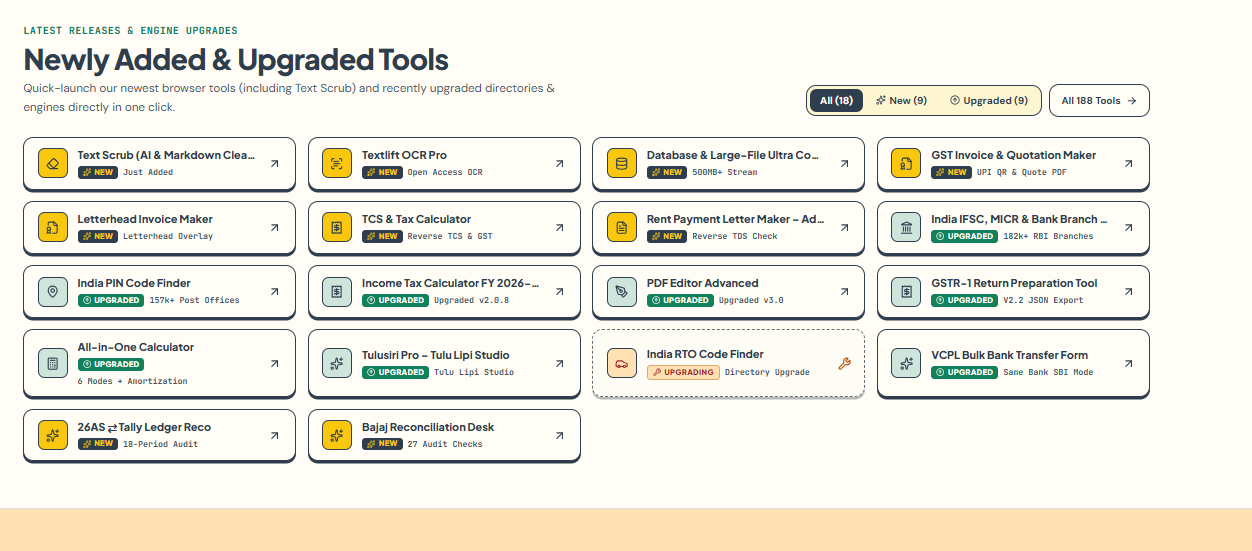 LATEST RELEASES & ENGINE UPGRADES
Newly Added & Upgraded Tools
Quick-launch our newest browser tools (including Text Scrub) and recently upgraded directories &
engines directly in one click.
All (18)
New (9)
Upgraded (9)
All 188 Tools →
Text Scrub (AI & Markdown Clea...
NEW Just Added
Textlift OCR Pro
NEW Open Access OCR
Database & Large-File Ultra Co...
NEW 500MB+ Stream
GST Invoice & Quotation Maker
NEW UPI QR & Quote PDF
Letterhead Invoice Maker
NEW Letterhead Overlay
TCS & Tax Calculator
NEW Reverse TCS & GST
Rent Payment Letter Maker – Ad...
NEW Reverse TDS Check
India IFSC, MICR & Bank Branch ...
UPGRADED 182k+ RBI Branches
India PIN Code Finder
UPGRADED 157k+ Post Offices
Income Tax Calculator FY 2026-...
UPGRADED Upgraded v2.0.8
PDF Editor Advanced
UPGRADED Upgraded v3.0
GSTR-1 Return Preparation Tool
UPGRADED V2.2 JSON Export
All-in-One Calculator
UPGRADED
6 Modes + Amortization
Tulusiri Pro – Tulu Lipi Studio
UPGRADED Tulu Lipi Studio
India RTO Code Finder
UPGRADING Directory Upgrade
VCPL Bulk Bank Transfer Form
UPGRADED Same Bank SBI Mode
26AS ⇄ Tally Ledger Reco
NEW 18-Period Audit
Bajaj Reconciliation Desk
NEW 27 Audit Checks